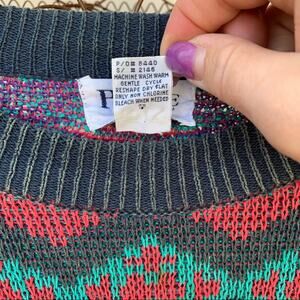 P/O# 8440
S/ # 2146
MACHINE WASH WARM
GENTLE CYCLE
RESHAPE DRY FLAT
ONLY NON CHLORINE
BLEACH WHEN NEEDED